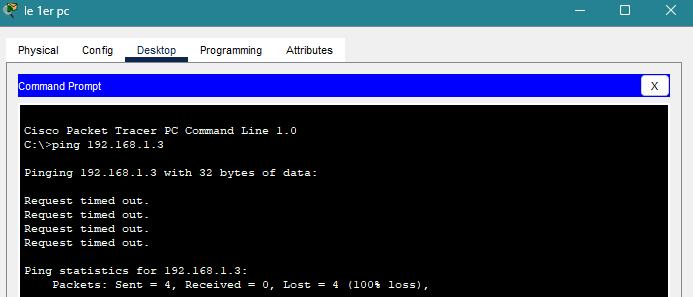 le 1er pc
Physical Config Desktop Programming Attributes
Command Prompt X
Cisco Packet Tracer PC Command Line 1.0
C:\>ping 192.168.1.3
Pinging 192.168.1.3 with 32 bytes of data:
Request timed out.
Request timed out.
Request timed out.
Request timed out.
Ping statistics for 192.168.1.3:
Packets: Sent = 4, Received = 0, Lost = 4 (100% loss),